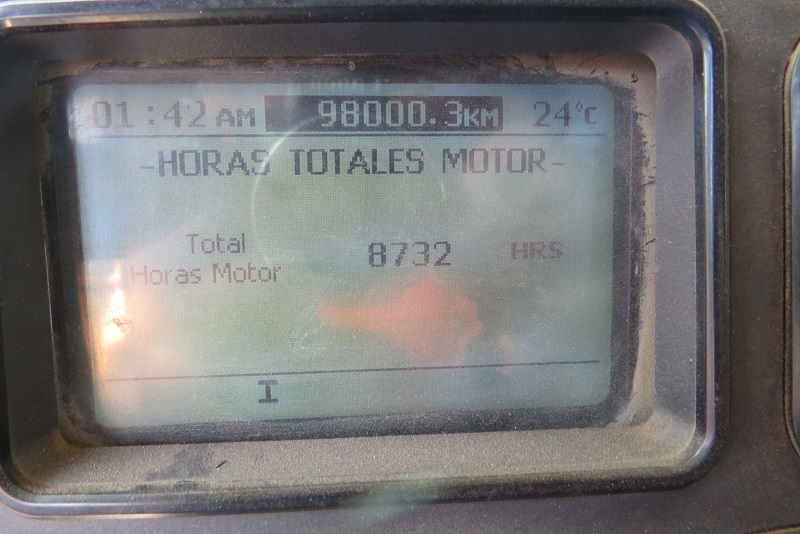 01:42 AM 98000.3KM 24°C
-HORAS TOTALES MOTOR-
Total
Horas Motor 8732 HRS
I